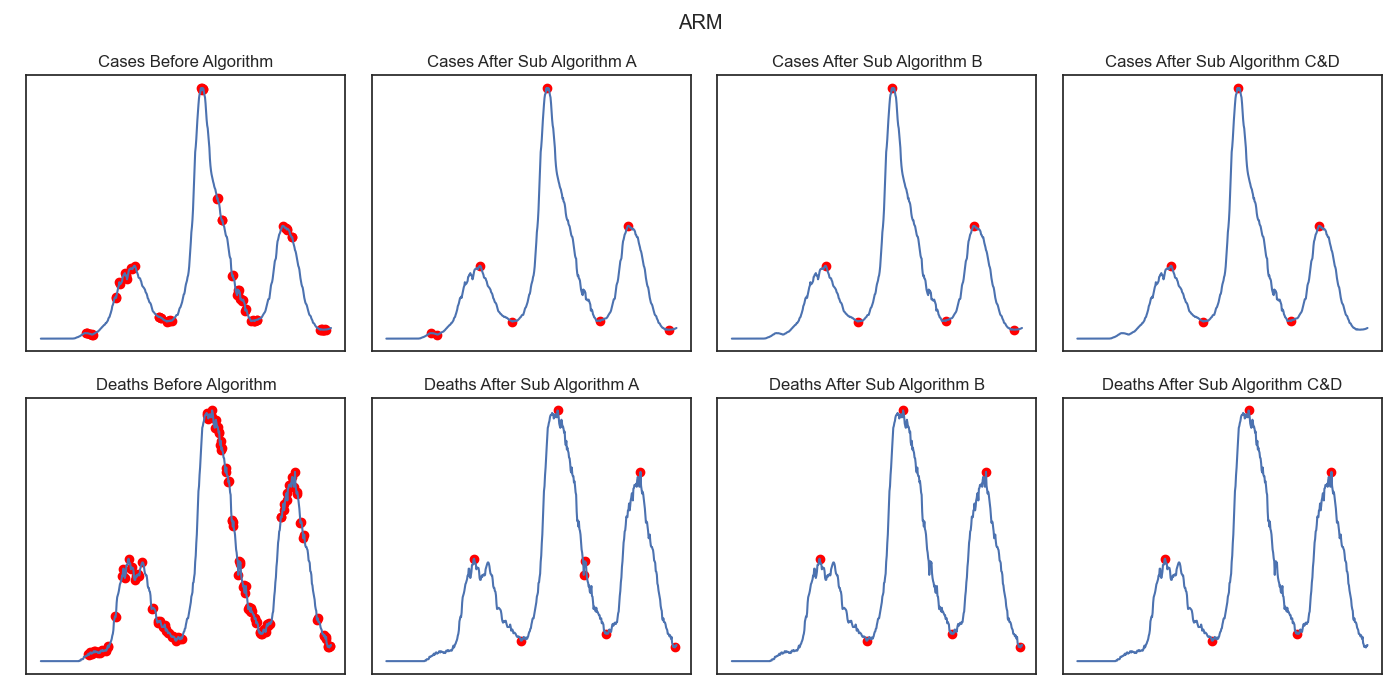 ARM
Cases Before Algorithm
Cases After Sub Algorithm A
Cases After Sub Algorithm B
Cases After Sub Algorithm C&D
Deaths Before Algorithm
Deaths After Sub Algorithm A
Deaths After Sub Algorithm B
Deaths After Sub Algorithm C&D